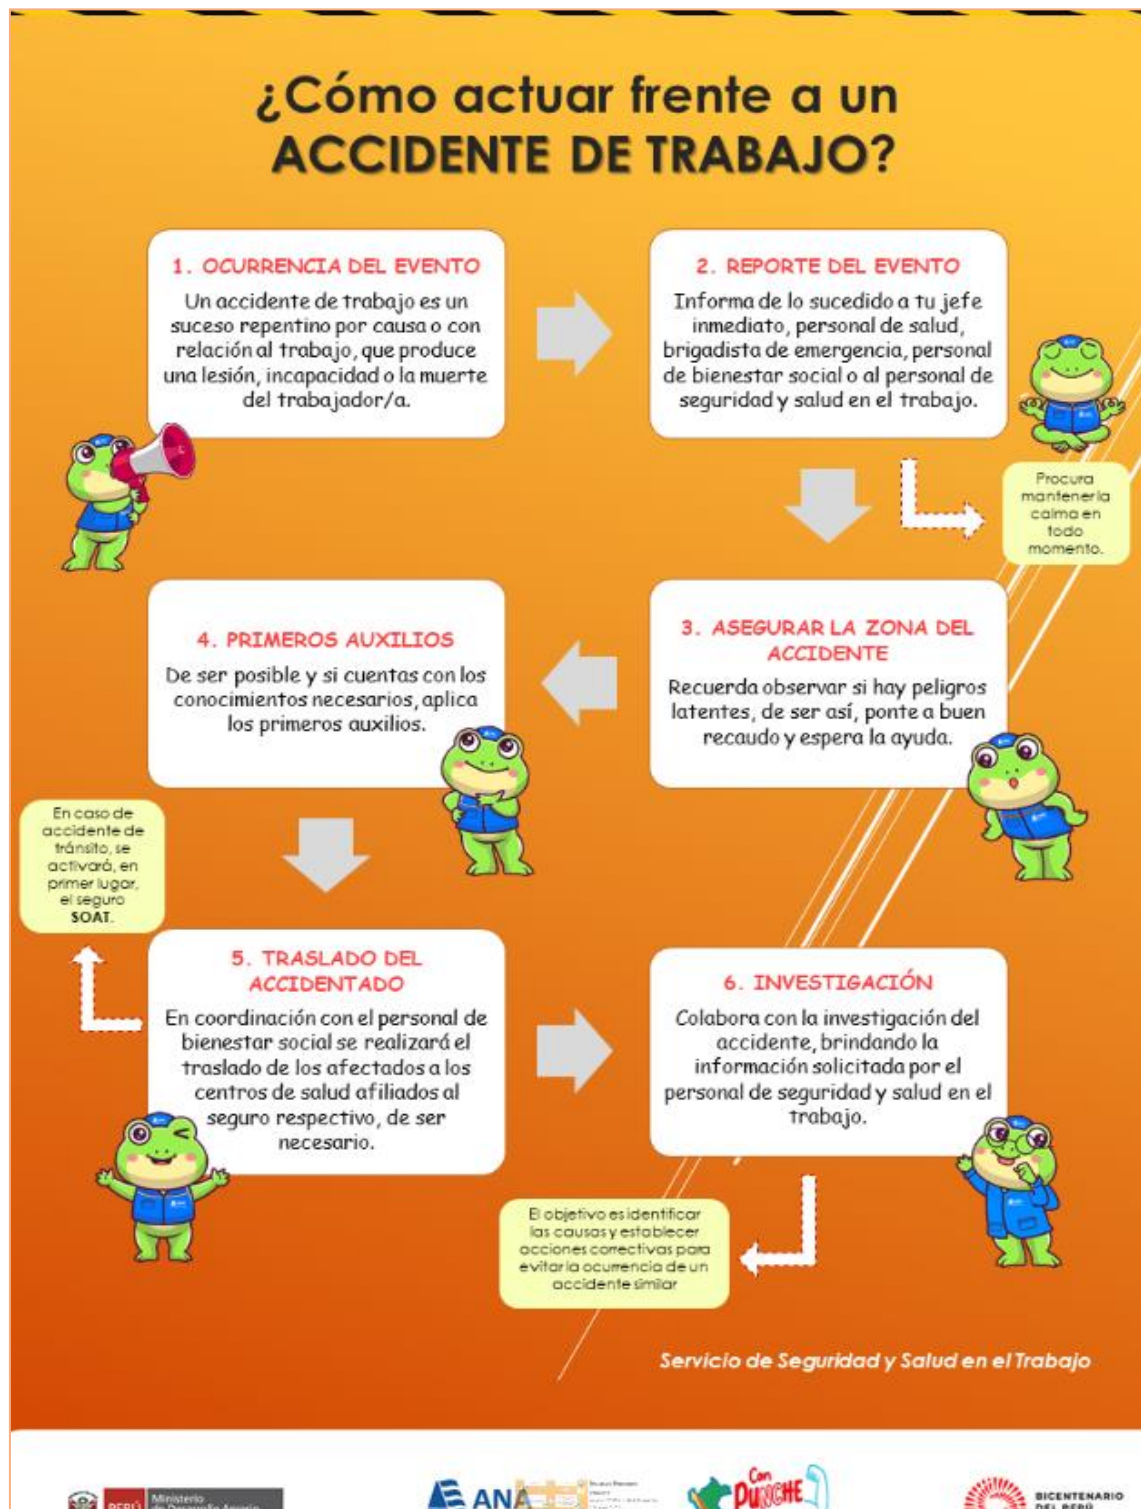 ¿Cómo actuar frente a un
ACCIDENTE DE TRABAJO?
1. OCURRENCIA DEL EVENTO
Un accidente de trabajo es un
suceso repentino por causa o con
relación al trabajo, que produce
una lesión, incapacidad o la muerte
del trabajador/a.
2. REPORTE DEL EVENTO
Informa de lo sucedido a tu jefe
inmediato, personal de salud,
brigadista de emergencia, personal
de bienestar social o al personal de
seguridad y salud en el trabajo.
Procura
mantener la
calma en
todo
momento.
3. ASEGURAR LA ZONA DEL
ACCIDENTE
Recuerda observar si hay peligros
latentes, de ser así, ponte a buen
recaudo y espera la ayuda.
4. PRIMEROS AUXILIOS
De ser posible y si cuentas con los
conocimientos necesarios, aplica
los primeros auxilios.
En caso de
accidente de
tránsito, se
activará, en
primer lugar,
el seguro
SOAT.
5. TRASLADO DEL
ACCIDENTADO
En coordinación con el personal de
bienestar social se realizará el
traslado de los afectados a los
centros de salud afiliados al
seguro respectivo, de ser
necesario.
6. INVESTIGACIÓN
Colabora con la investigación del
accidente, brindando la
información solicitada por el
personal de seguridad y salud en el
trabajo.
El objetivo es identificar
las causas y establecer
acciones correctivas para
evitar la ocurrencia de un
accidente similar
Servicio de Seguridad y Salud en el Trabajo
PERÚ
Ministerio
de Desarrollo Agrario
ANA
Con
PUNCHE
BICENTENARIO
DEL PERÚ